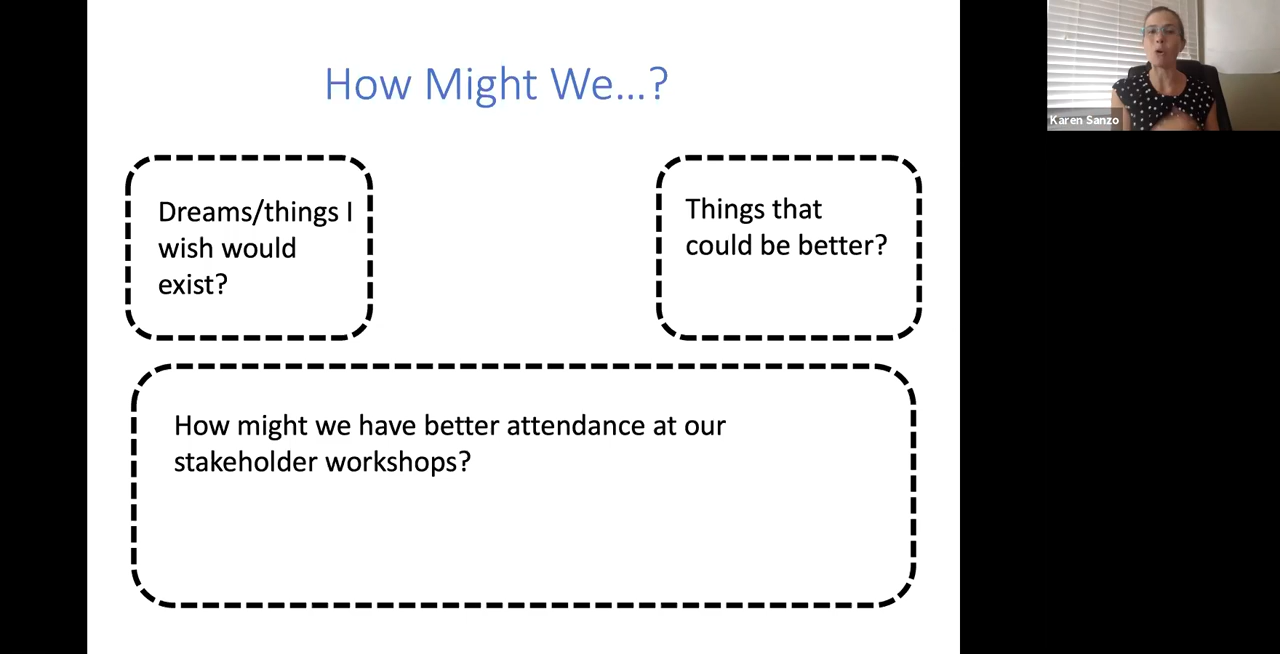 How Might We...?
Karen Sanzo
Dreams/things I
wish would
exist?
Things that
could be better?
How might we have better attendance at our
stakeholder workshops?